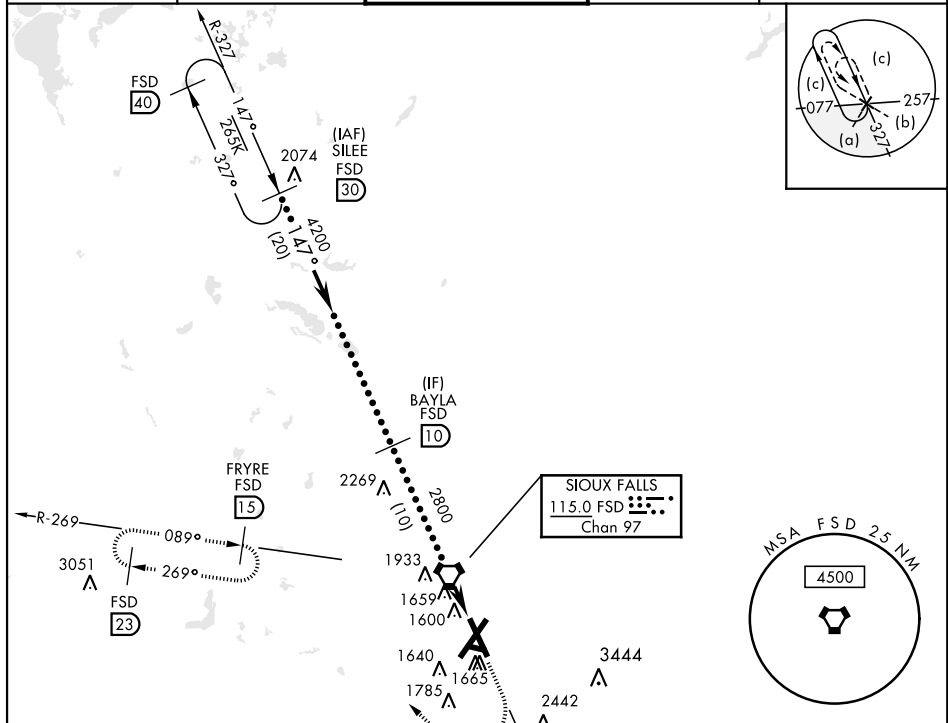 R-327
FSD
40
147°
265K
327°
(IAF)
SILEE
FSD
30
2074
4200
147°
(20)
(c)
(c)
077
257
(b)
(a)
327
(IF)
BAYLA
FSD
10
2269
2800
(10)
FRYRE
FSD
15
R-269
089°
269°
3051
FSD
23
SIOUX FALLS
115.0 FSD
Chan 97
1933
1659
1600
1640
1665
1785
3444
2442
MSA FSD 25 NM
4500